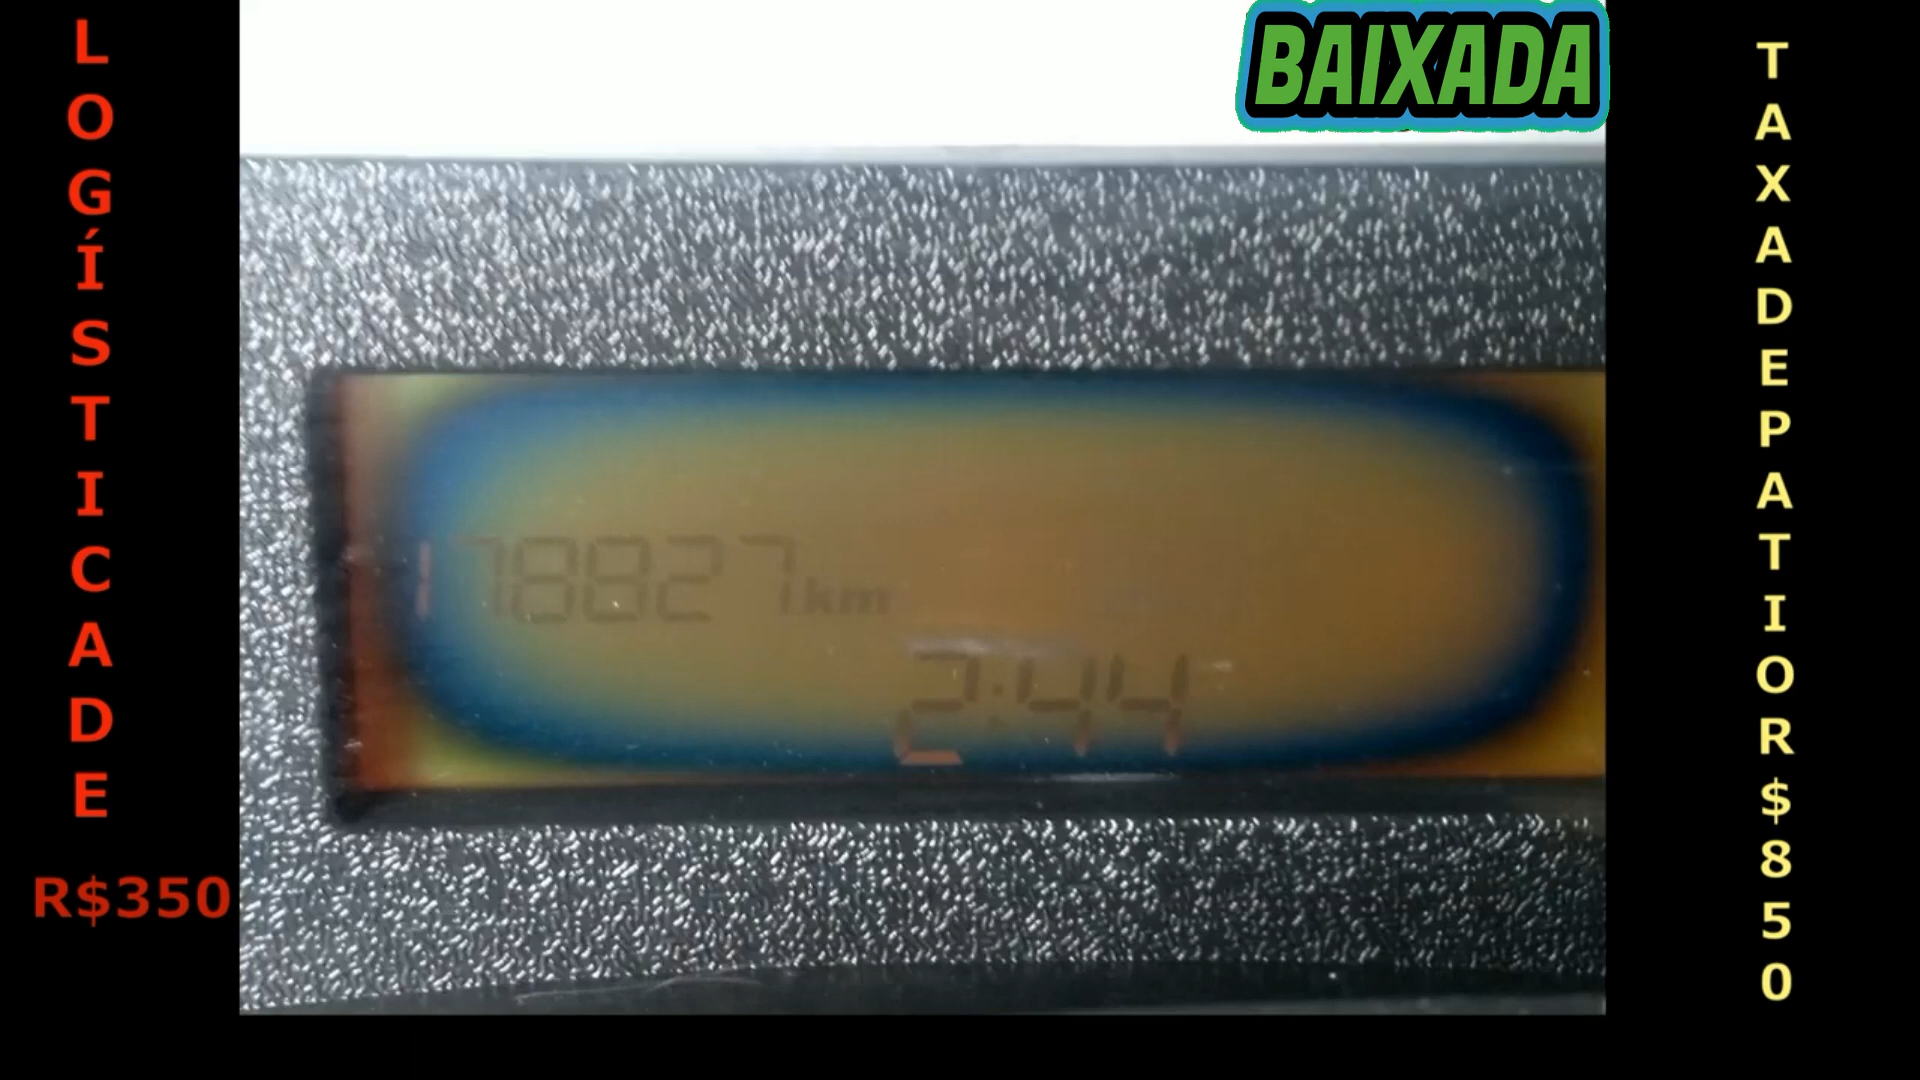 LOGÍSTICA DE
R$350
BAIXADA
178827 km
2:44
TAXA DE PATIO R$850